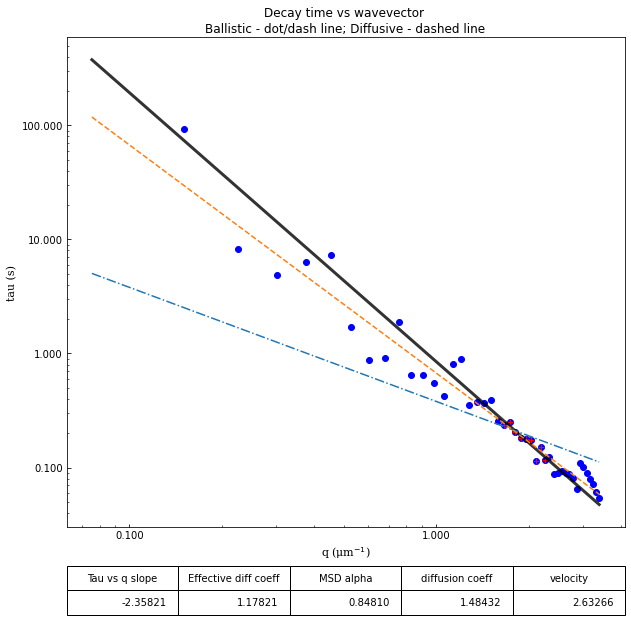 Decay time vs wavevector
Ballistic - dot/dash line; Diffusive - dashed line
100.000
10.000
1.000
0.100
tau (s)
0.100 1.000
q (μm⁻¹)
Tau vs q slope Effective diff coeff MSD alpha diffusion coeff velocity
-2.35821 1.17821 0.84810 1.48432 2.63266